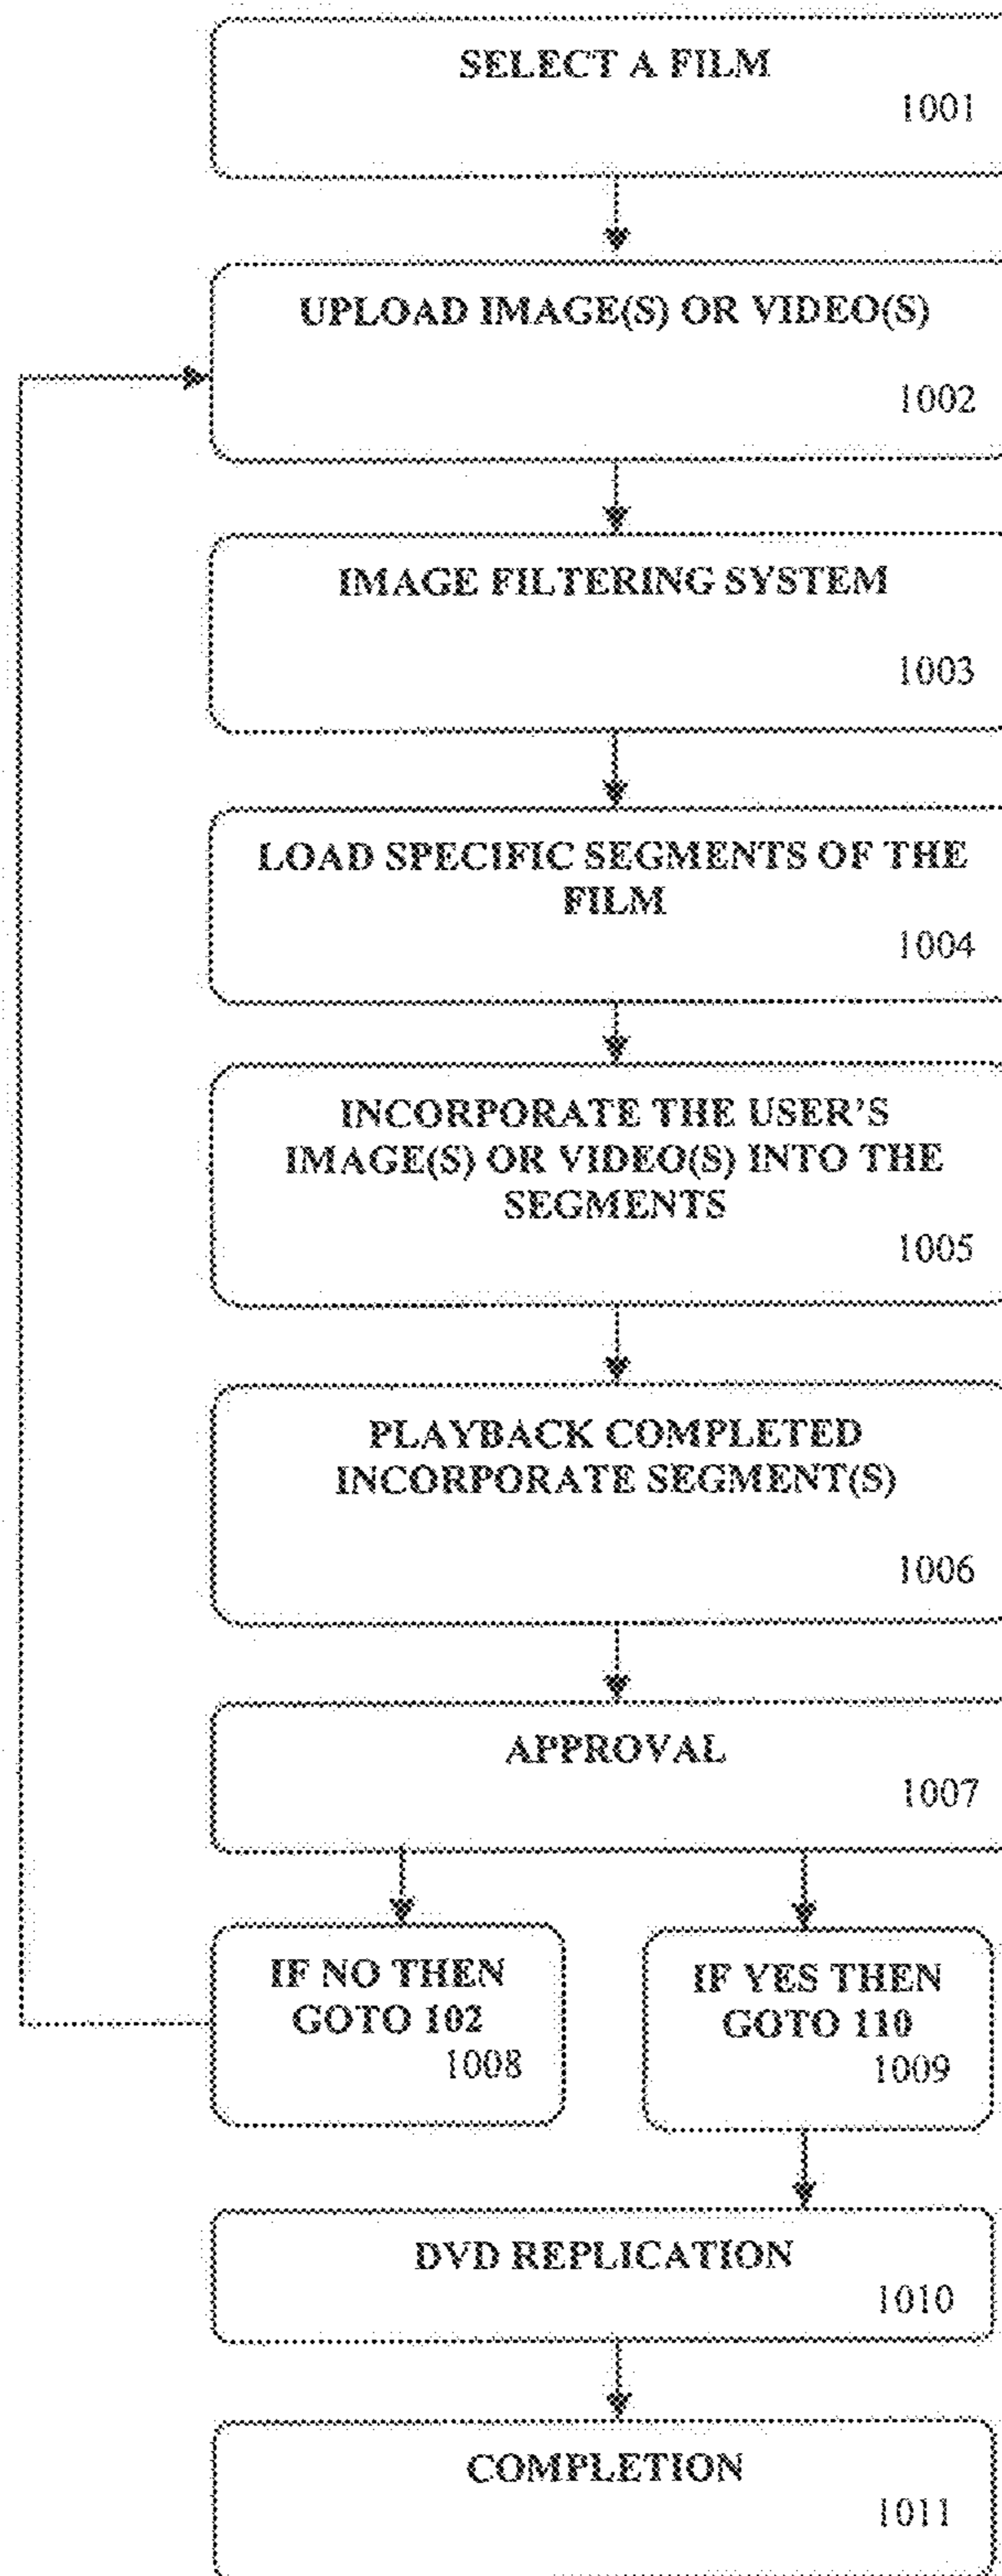 SELECT A FILM
1001
UPLOAD IMAGE(S) OR VIDEO(S)
1002
IMAGE FILTERING SYSTEM
1003
LOAD SPECIFIC SEGMENTS OF THE
FILM
1004
INCORPORATE THE USER'S
IMAGE(S) OR VIDEO(S) INTO THE
SEGMENTS
1005
PLAYBACK COMPLETED
INCORPORATE SEGMENT(S)
1006
APPROVAL
1007
IF NO THEN
GOTO 102
1008
IF YES THEN
GOTO 110
1009
DVD REPLICATION
1010
COMPLETION
1011